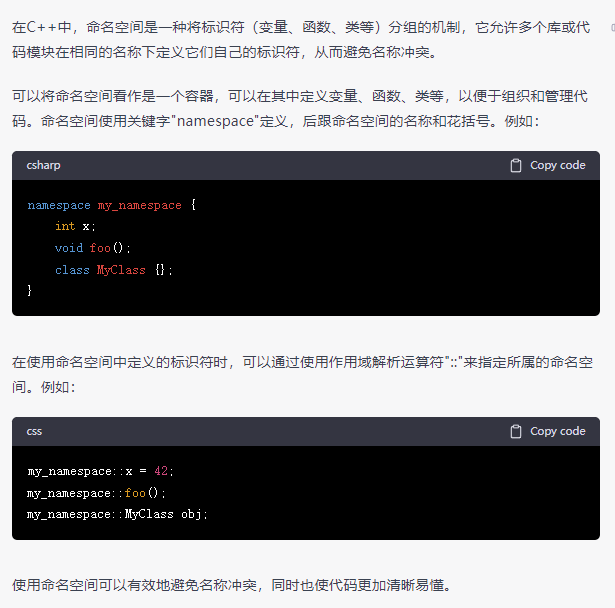 在C++中，命名空间是一种将标识符（变量、函数、类等）分组的机制，它允许多个库或代
码模块在相同的名称下定义它们自己的标识符，从而避免名称冲突。
可以将命名空间看作是一个容器，可以在其中定义变量、函数、类等，以便于组织和管理代
码。命名空间使用关键字"namespace"定义，后跟命名空间的名称和花括号。例如：
csharp Copy code
namespace my_namespace {
    int x;
    void foo();
    class MyClass {};
}
在使用命名空间中定义的标识符时，可以通过使用作用域解析运算符"::"来指定所属的命名空
间。例如：
css Copy code
my_namespace::x = 42;
my_namespace::foo();
my_namespace::MyClass obj;
使用命名空间可以有效地避免名称冲突，同时也使代码更加清晰易懂。